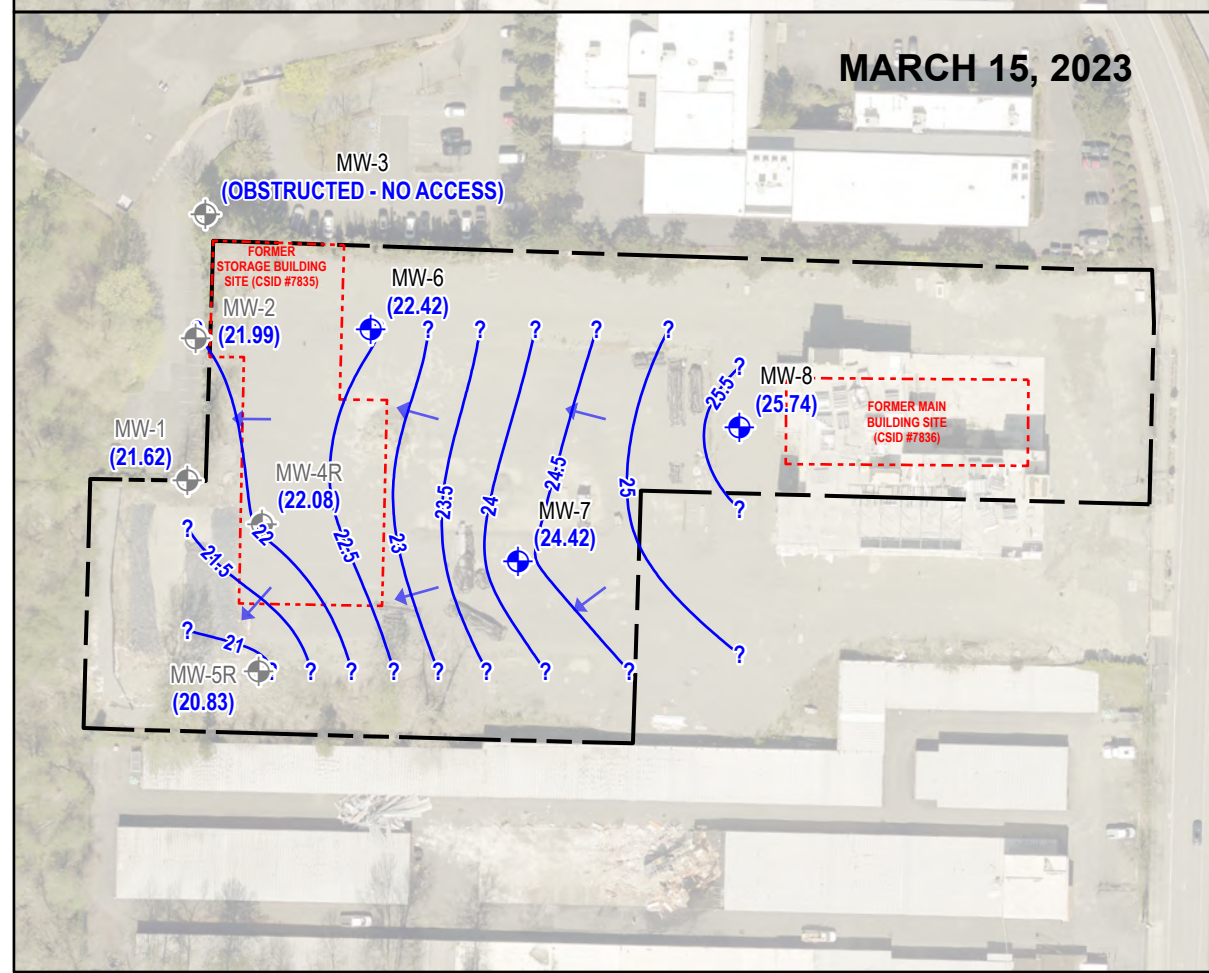 MARCH 15, 2023
MW-3
(OBSTRUCTED - NO ACCESS)
FORMER
STORAGE BUILDING
SITE (CSID #7835)
MW-6
(22.42)
MW-2
(21.99)
?
?
?
?
?
?
?
?
25.5
MW-8
(25.74)
FORMER MAIN
BUILDING SITE
(CSID #7836)
MW-1
(21.62)
MW-4R
(22.08)
24.5
25
23.5
24
MW-7
(24.42)
?
?
22
22.5
23
21.5
?
21
?
MW-5R
(20.83)
?
?
?
?
?
?
?
?
?